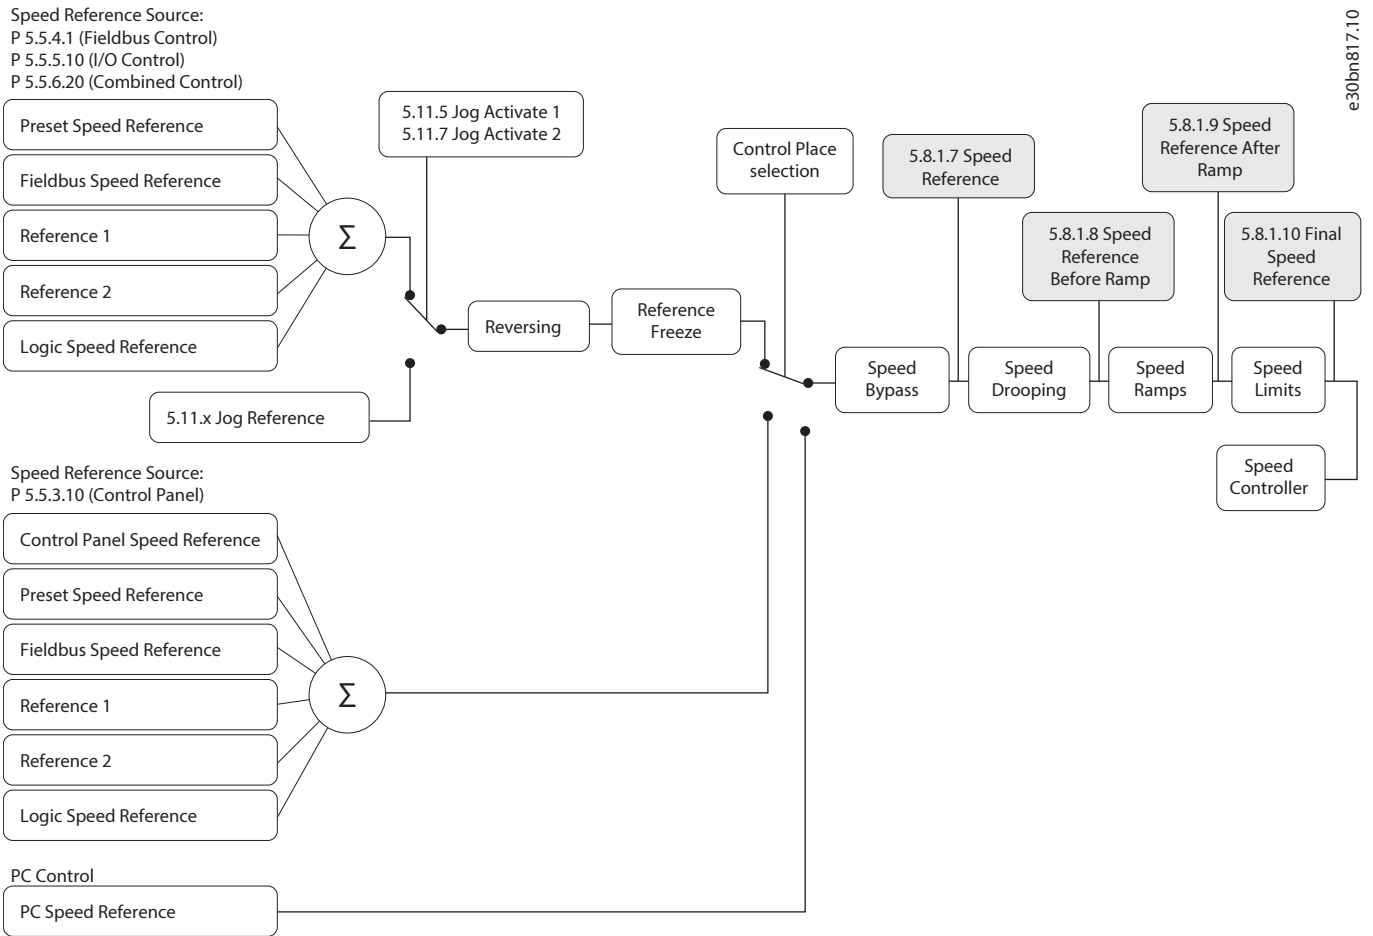 Speed Reference Source:
P 5.5.4.1 (Fieldbus Control)
P 5.5.5.10 (I/O Control)
P 5.5.6.20 (Combined Control)
Preset Speed Reference
Fieldbus Speed Reference
Reference 1
Reference 2
Logic Speed Reference
Σ
5.11.5 Jog Activate 1
5.11.7 Jog Activate 2
5.11.x Jog Reference
Reversing
Reference
Freeze
Control Place
selection
Speed
Bypass
5.8.1.7 Speed
Reference
Speed
Drooping
5.8.1.8 Speed
Reference
Before Ramp
Speed
Ramps
5.8.1.9 Speed
Reference After
Ramp
Speed
Limits
5.8.1.10 Final
Speed
Reference
Speed
Controller
e30bn817.10
Speed Reference Source:
P 5.5.3.10 (Control Panel)
Control Panel Speed Reference
Preset Speed Reference
Fieldbus Speed Reference
Reference 1
Reference 2
Logic Speed Reference
Σ
PC Control
PC Speed Reference